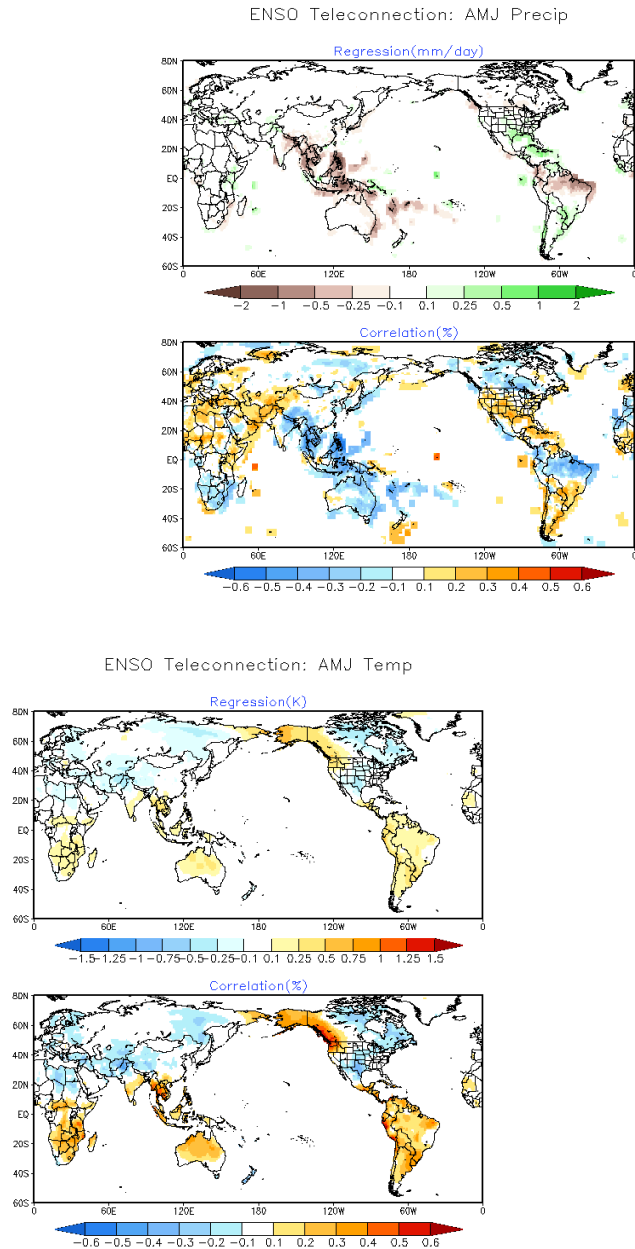 ENSO Teleconnection: AMJ Precip
Regression(mm/day)
80N
60N
40N
20N
EQ
20S
40S
60S
0 60E 120E 180 120W 60W 0
-2 -1 -0.5 -0.25 -0.1 0.1 0.25 0.5 1 2
Correlation(%)
80N
60N
40N
20N
EQ
20S
40S
60S
0 60E 120E 180 120W 60W 0
-0.6 -0.5 -0.4 -0.3 -0.2 -0.1 0.1 0.2 0.3 0.4 0.5 0.6
ENSO Teleconnection: AMJ Temp
Regression(K)
80N
60N
40N
20N
EQ
20S
40S
60S
0 60E 120E 180 120W 60W 0
-1.5 -1.25 -1 -0.75 -0.5 -0.25 -0.1 0.1 0.25 0.5 0.75 1 1.25 1.5
Correlation(%)
80N
60N
40N
20N
EQ
20S
40S
60S
0 60E 120E 180 120W 60W 0
-0.6 -0.5 -0.4 -0.3 -0.2 -0.1 0.1 0.2 0.3 0.4 0.5 0.6